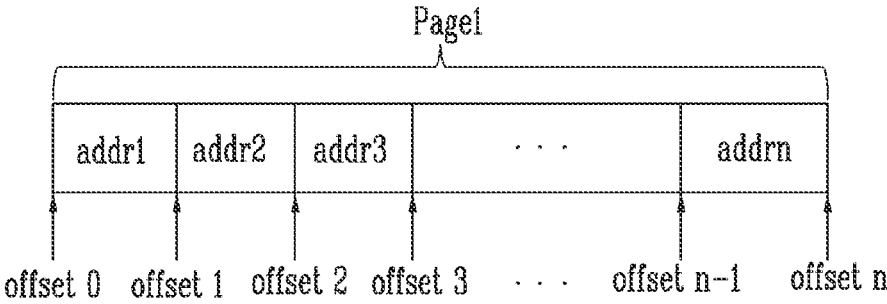 Page1
addr1 addr2 addr3 . . . addrn
offset 0 offset 1 offset 2 offset 3 . . . offset n-1 offset n